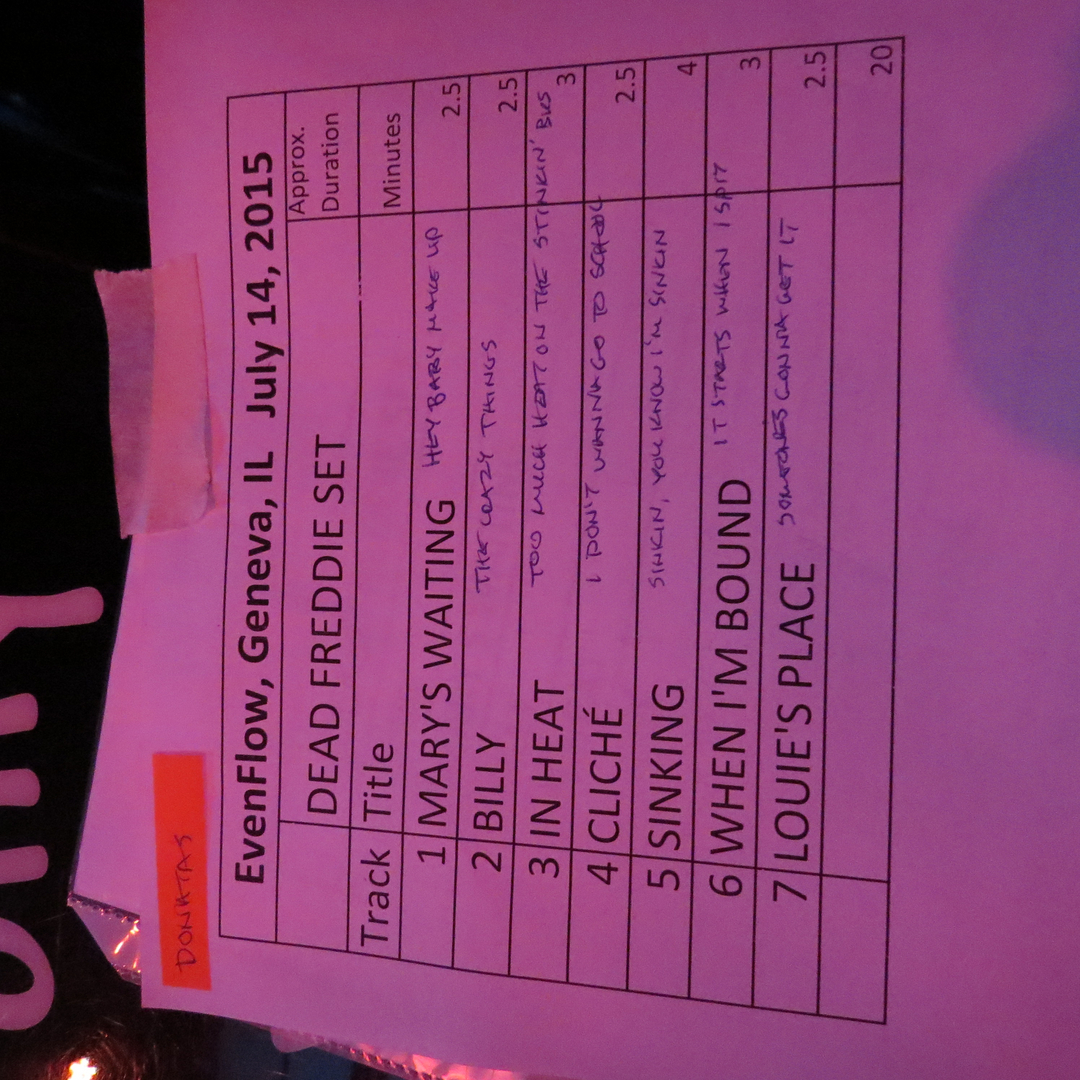 DONATAS
EvenFlow, Geneva, IL July 14, 2015
DEAD FREDDIE SET Approx. Duration
Track Title Minutes
1 MARY'S WAITING HEY BABY MAKE UP 2.5
2 BILLY THE CRAZY THINGS 2.5
3 IN HEAT TOO MUCH HEAT ON THE STINKIN' 3
4 CLICHÉ I DON'T WANNA GO TO SCHOOL 2.5
5 SINKING SINKIN, YOU KNOW I'M SINKIN 4
6 WHEN I'M BOUND IT STARTS WHEN I SPIT 3
7 LOUIE'S PLACE SOMEONE'S GONNA GET IT 2.5
20